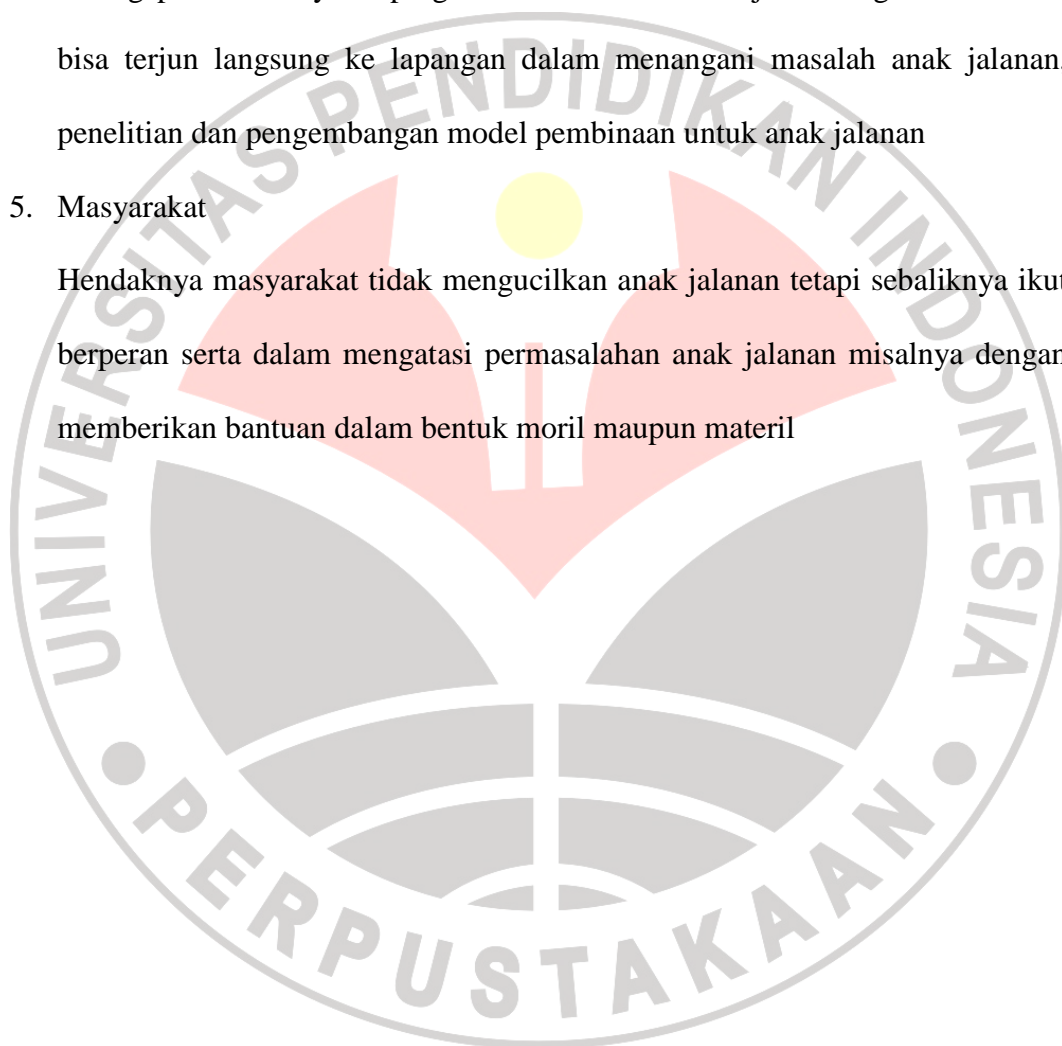 bisa terjun langsung ke lapangan dalam menangani masalah anak jalanan.
penelitian dan pengembangan model pembinaan untuk anak jalanan
5. Masyarakat
Hendaknya masyarakat tidak mengucilkan anak jalanan tetapi sebaliknya ikut
berperan serta dalam mengatasi permasalahan anak jalanan misalnya dengan
memberikan bantuan dalam bentuk moril maupun materil
UNIVERSITAS PENDIDIKAN INDONESIA
PERPUSTAKAAN